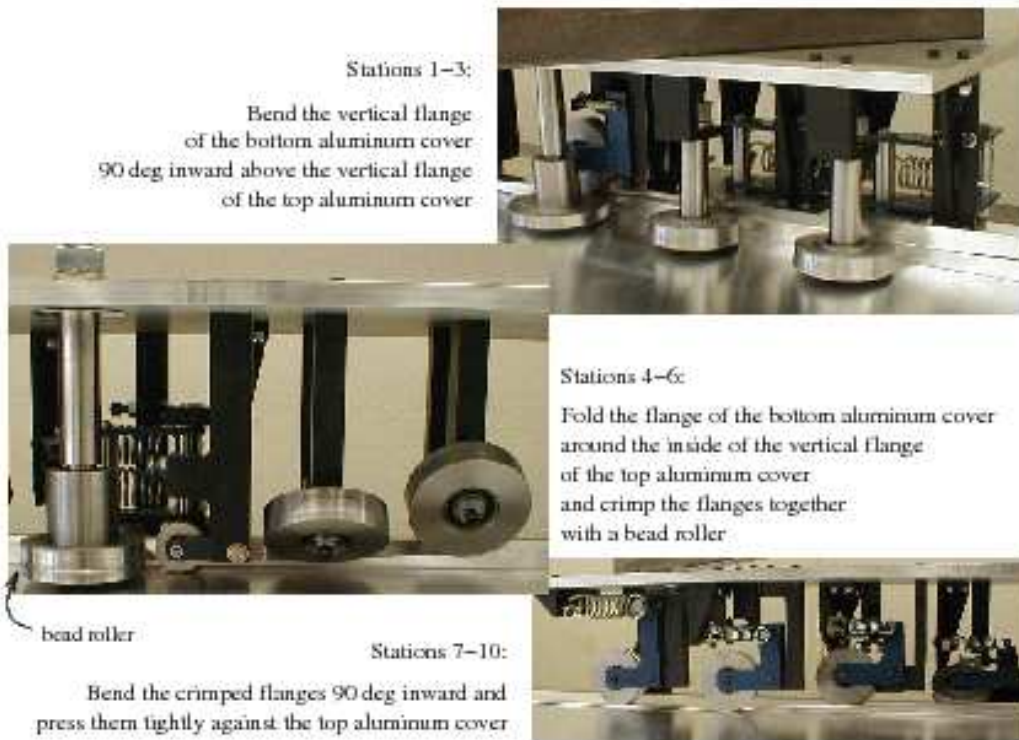 Stations 1–3:
Bend the vertical flange
of the bottom aluminum cover
90 deg inward above the vertical flange
of the top aluminum cover
Stations 4–6:
Fold the flange of the bottom aluminum cover
around the inside of the vertical flange
of the top aluminum cover
and crimp the flanges together
with a bead roller
bead roller
Stations 7–10:
Bend the crimped flanges 90 deg inward and
press them tightly against the top aluminum cover